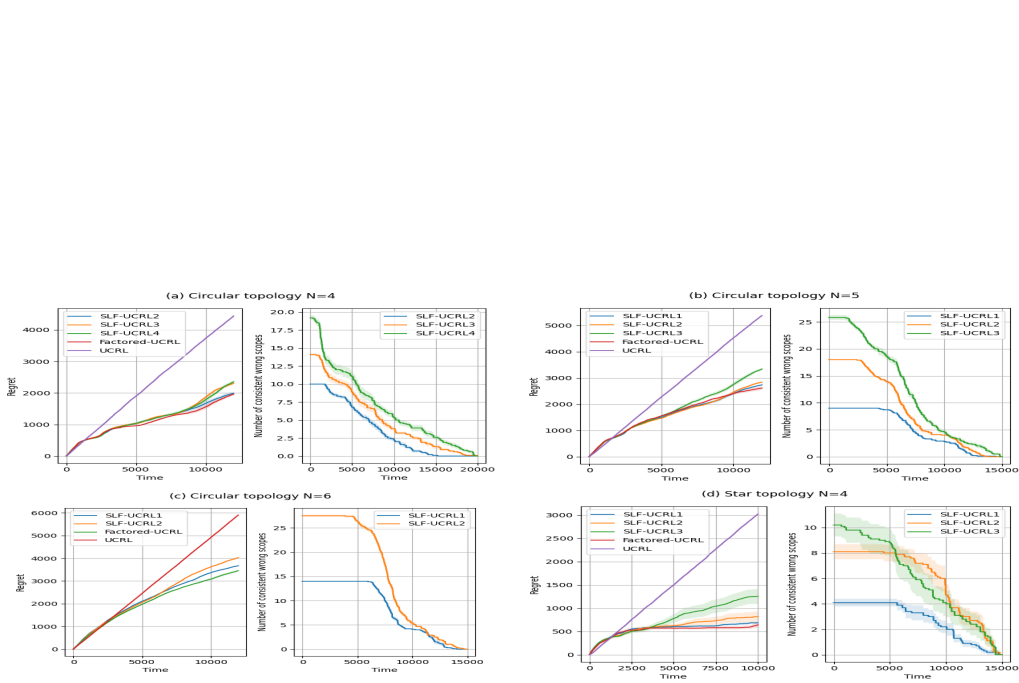 (a) Circular topology N=4
4000
3000
2000
1000
0
Regret
SLF-UCRL2
SLF-UCRL3
SLF-UCRL4
Factored-UCRL
UCRL
0 5000 10000
Time
20.0
17.5
15.0
12.5
10.0
7.5
5.0
2.5
0.0
Number of consistent wrong scopes
SLF-UCRL2
SLF-UCRL3
SLF-UCRL4
0 5000 10000 15000 20000
Time
(b) Circular topology N=5
5000
4000
3000
2000
1000
0
Regret
SLF-UCRL1
SLF-UCRL2
SLF-UCRL3
Factored-UCRL
UCRL
0 5000 10000
Time
25
20
15
10
5
0
Number of consistent wrong scopes
SLF-UCRL1
SLF-UCRL2
SLF-UCRL3
0 5000 10000 15000
Time
(c) Circular topology N=6
6000
5000
4000
3000
2000
1000
0
Regret
SLF-UCRL1
SLF-UCRL2
Factored-UCRL
UCRL
0 5000 10000
Time
25
20
15
10
5
0
Number of consistent wrong scopes
SLF-UCRL1
SLF-UCRL2
0 5000 10000 15000
Time
(d) Star topology N=4
3000
2500
2000
1500
1000
500
0
Regret
SLF-UCRL1
SLF-UCRL2
SLF-UCRL3
Factored-UCRL
UCRL
0 2500 5000 7500 10000
Time
10
8
6
4
2
0
Number of consistent wrong scopes
SLF-UCRL1
SLF-UCRL2
SLF-UCRL3
0 5000 10000 15000
Time